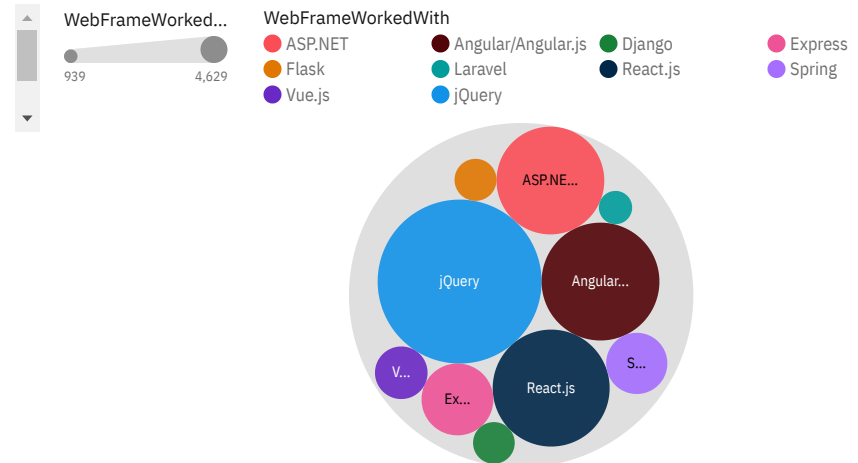 WebFrameWorked...
939 4,629
WebFrameWorkedWith
ASP.NET Angular/Angular.js Django Express
Flask Laravel React.js Spring
Vue.js jQuery
ASP.NE...
jQuery Angular...
S...
V...
React.js
Ex...